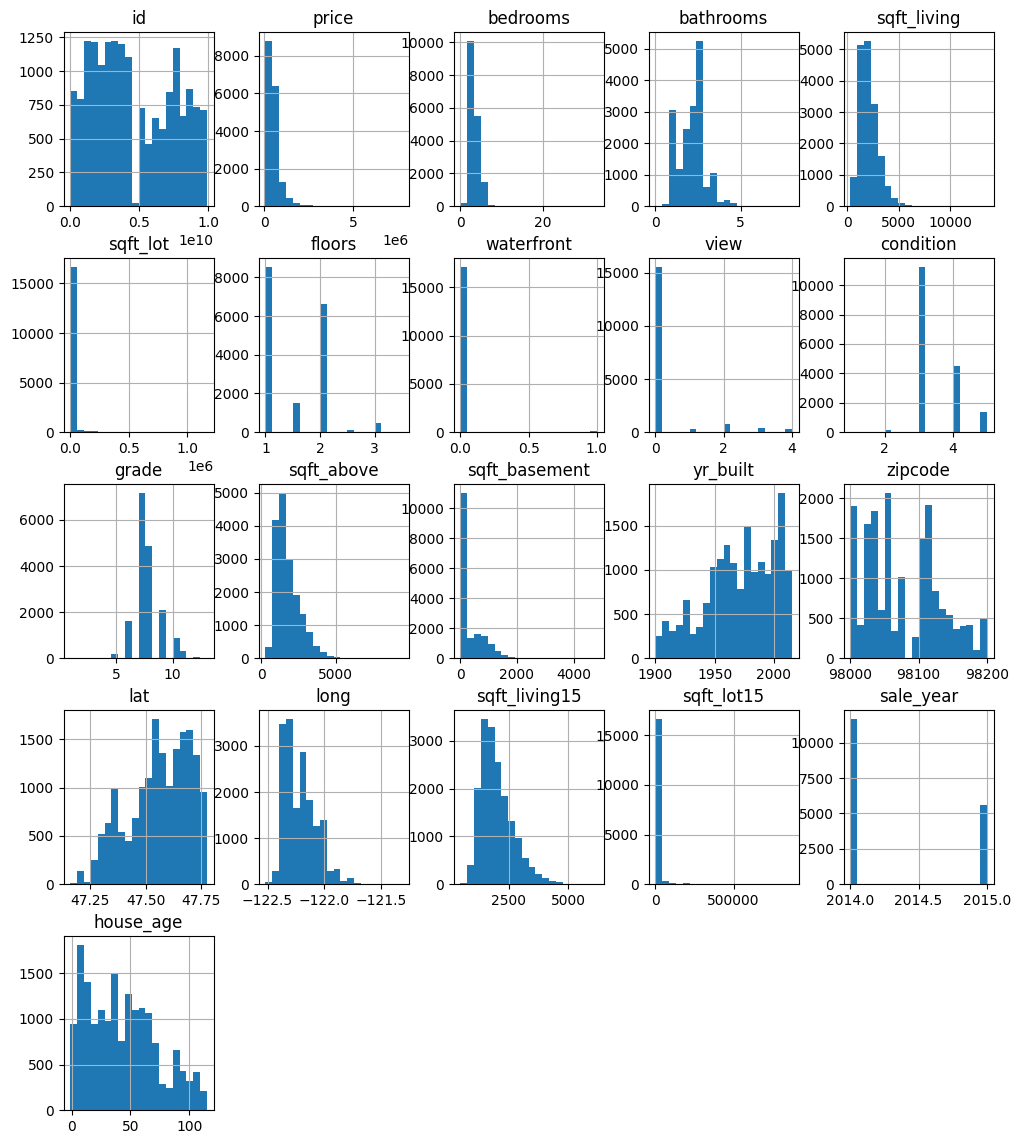 id price bedrooms bathrooms sqft_living
1250 1000 750 500 250 0
0.0 0.5 1.0
1e10
8000 6000 4000 2000 0
0 5
1e6
10000 8000 6000 4000 2000 0
0 20
5000 4000 3000 2000 1000 0
0 5
5000 4000 3000 2000 1000 0
0 5000 10000
sqft_lot floors waterfront view condition
15000 10000 5000 0
0.0 0.5 1.0
1e6
8000 6000 4000 2000 0
1 2 3
15000 12500 10000 7500 5000 2500 0
0.0 0.5 1.0
15000 10000 5000 0
0 2 4
10000 8000 6000 4000 2000 0
2 4
grade sqft_above sqft_basement yr_built zipcode
6000 4000 2000 0
5 10
5000 4000 3000 2000 1000 0
0 5000
10000 8000 6000 4000 2000 0
0 2000 4000
1500 1000 500 0
1900 1950 2000
2000 1500 1000 500 0
98000 98100 98200
lat long sqft_living15 sqft_lot15 sale_year
1500 1000 500 0
47.25 47.50 47.75
3000 2000 1000 0
−122.5 −122.0 −121.5
3000 2000 1000 0
2500 5000
15000 10000 5000 0
0 500000
10000 7500 5000 2500 0
2014.0 2014.5 2015.0
house_age
1500 1000 500 0
0 50 100